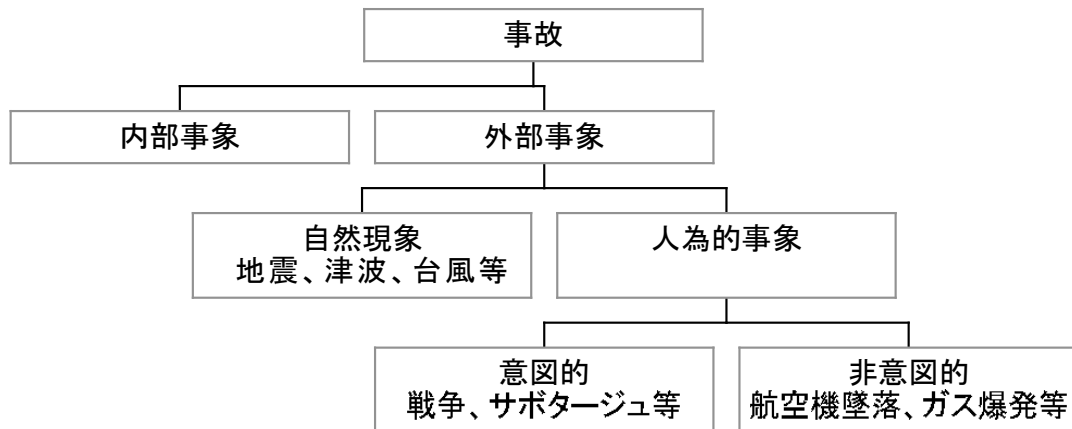 事故
内部事象
外部事象
自然現象
地震、津波、台風等
人為的事象
意図的
戦争、サボタージュ等
非意図的
航空機墜落、ガス爆発等